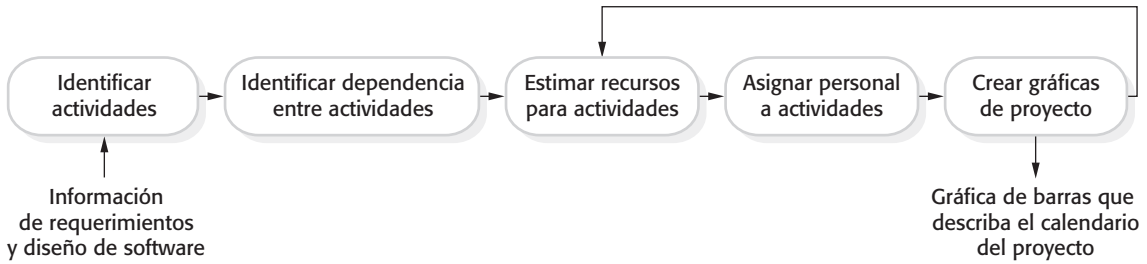 Identificar
actividades
Identificar dependencia
entre actividades
Estimar recursos
para actividades
Asignar personal
a actividades
Crear gráficas
de proyecto
Información
de requerimientos
y diseño de software
Gráfica de barras que
describa el calendario
del proyecto